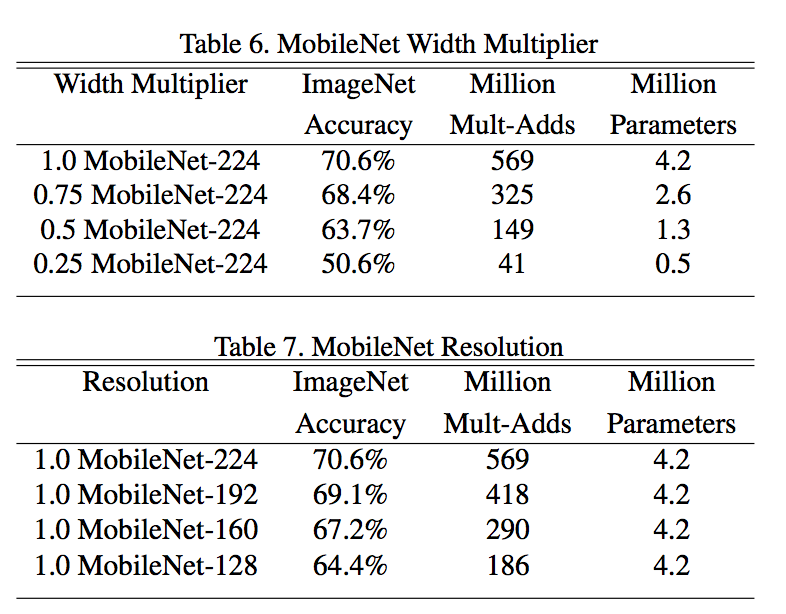 Table 6. MobileNet Width Multiplier
Width Multiplier ImageNet Million Million
Accuracy Mult-Adds Parameters
1.0 MobileNet-224 70.6% 569 4.2
0.75 MobileNet-224 68.4% 325 2.6
0.5 MobileNet-224 63.7% 149 1.3
0.25 MobileNet-224 50.6% 41 0.5
Table 7. MobileNet Resolution
Resolution ImageNet Million Million
Accuracy Mult-Adds Parameters
1.0 MobileNet-224 70.6% 569 4.2
1.0 MobileNet-192 69.1% 418 4.2
1.0 MobileNet-160 67.2% 290 4.2
1.0 MobileNet-128 64.4% 186 4.2